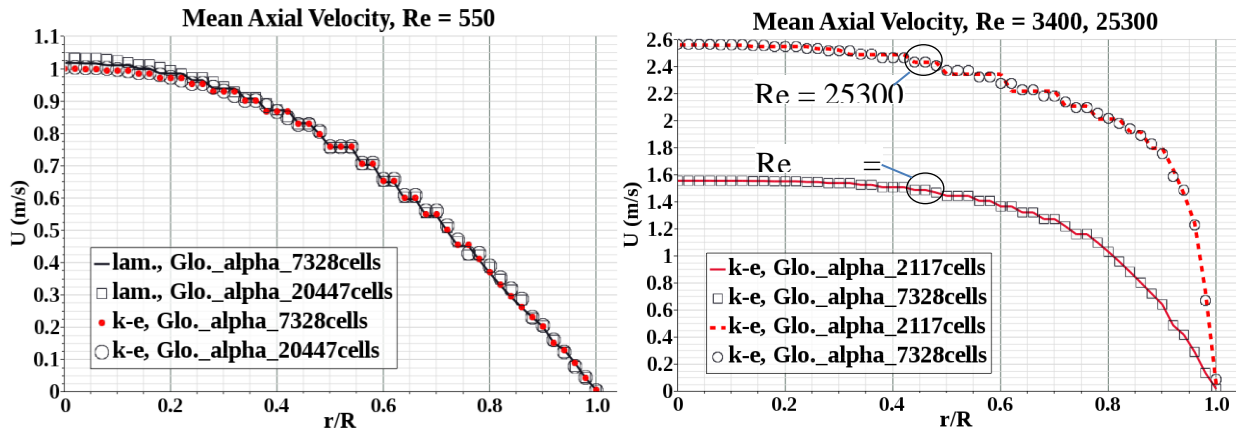 Mean Axial Velocity, Re = 550
1.1
1
0.9
0.8
0.7
0.6
0.5
0.4
0.3
0.2
0.1
0
U (m/s)
lam., Glo._alpha_7328cells
lam., Glo._alpha_20447cells
k-e, Glo._alpha_7328cells
k-e, Glo._alpha_20447cells
0 0.2 0.4 0.6 0.8 1.0
r/R
Mean Axial Velocity, Re = 3400, 25300
2.6
2.4
2.2
2
1.8
1.6
1.4
1.2
1
0.8
0.6
0.4
0.2
0
U (m/s)
Re = 25300
Re =
k-e, Glo._alpha_2117cells
k-e, Glo._alpha_7328cells
k-e, Glo._alpha_2117cells
k-e, Glo._alpha_7328cells
0 0.2 0.4 0.6 0.8 1.0
r/R